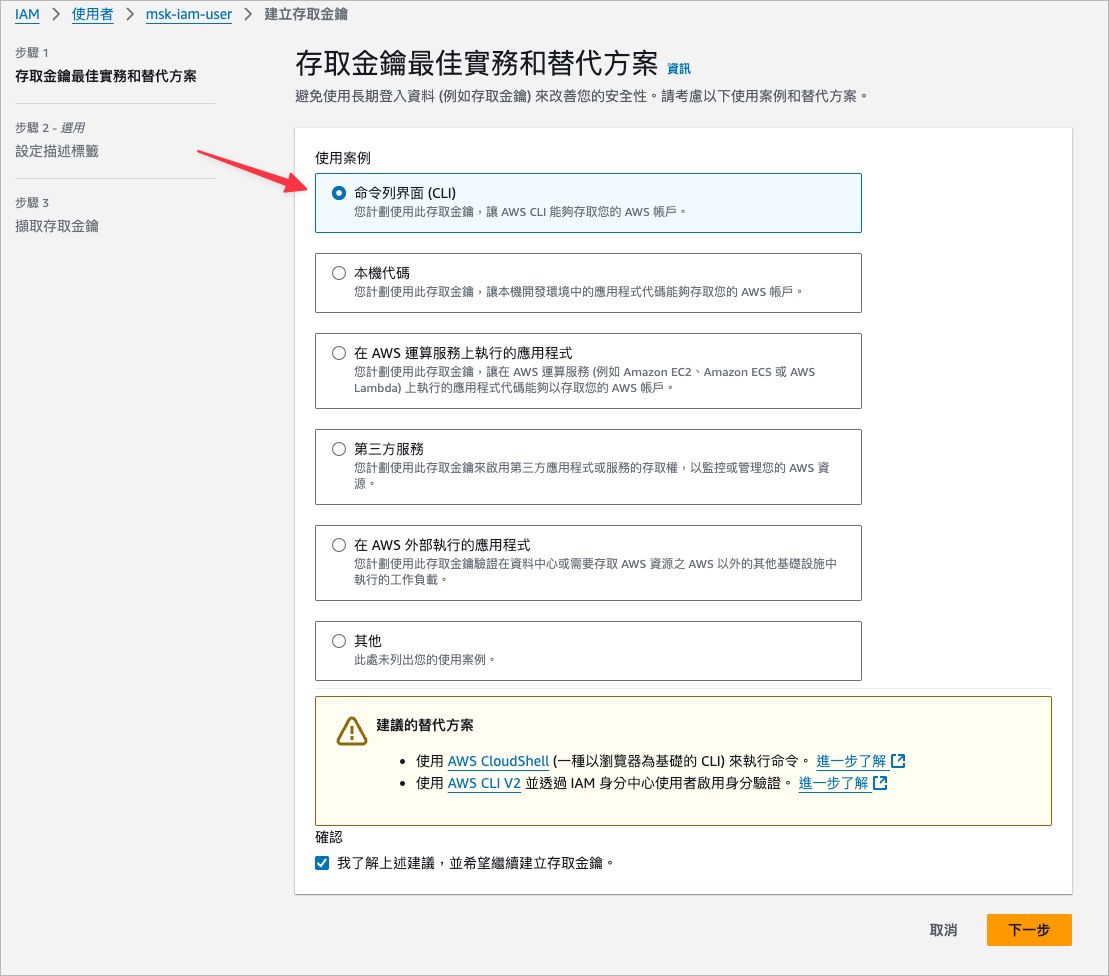 IAM > 使用者 > msk-iam-user > 建立存取金鑰
步驟 1
存取金鑰最佳實務和替代方案
步驟 2 - 選用
設定描述標籤
步驟 3
擷取存取金鑰
存取金鑰最佳實務和替代方案 資訊
避免使用長期登入資料 (例如存取金鑰) 來改善您的安全性。請考慮以下使用案例和替代方案。
使用案例
命令列界面 (CLI)
您計劃使用此存取金鑰，讓 AWS CLI 能夠存取您的 AWS 帳戶。
本機代碼
您計劃使用此存取金鑰，讓本機開發環境中的應用程式代碼能夠存取您的 AWS 帳戶。
在 AWS 運算服務上執行的應用程式
您計劃使用此存取金鑰，讓在 AWS 運算服務 (例如 Amazon EC2、Amazon ECS 或 AWS
Lambda) 上執行的應用程式代碼能夠以存取您的 AWS 帳戶。
第三方服務
您計劃使用此存取金鑰來啟用第三方應用程式或服務的存取權，以監控或管理您的 AWS 資
源。
在 AWS 外部執行的應用程式
您計劃使用此存取金鑰驗證在資料中心或需要存取 AWS 資源之 AWS 以外的其他基礎設施中
執行的工作負載。
其他
此處未列出您的使用案例。
建議的替代方案
使用 AWS CloudShell (一種以瀏覽器為基礎的 CLI) 來執行命令。 進一步了解
使用 AWS CLI V2 並透過 IAM 身分中心使用者啟用身分驗證。 進一步了解
確認
我了解上述建議，並希望繼續建立存取金鑰。
取消
下一步